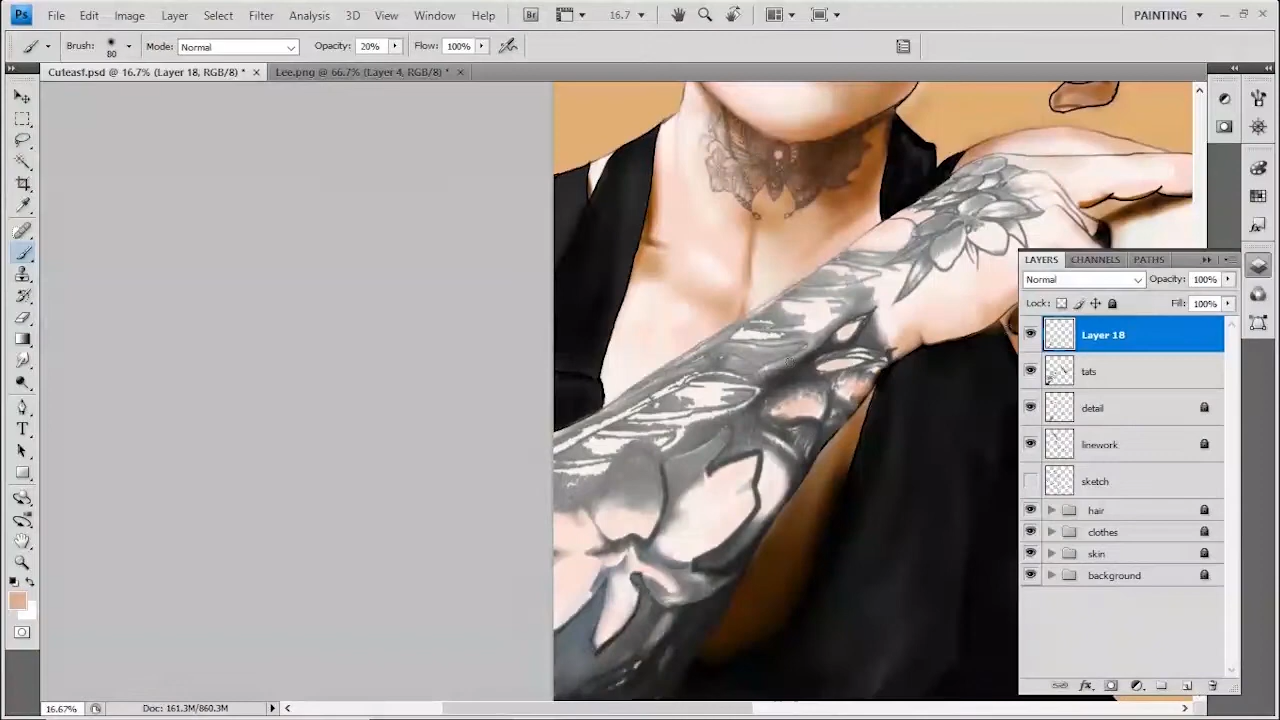 Ps File Edit Image Layer Select Filter Analysis 3D View Window Help Br 16.7 PAINTING
Brush: 80 Mode: Normal Opacity: 20% Flow: 100%
Cuteasf.psd @ 16.7% (Layer 18, RGB/8) * Lee.png @ 66.7% (Layer 4, RGB/8) *
LAYERS CHANNELS PATHS
Normal Opacity: 100%
Lock: Fill: 100%
Layer 18
tats
detail
linework
sketch
hair
clothes
skin
background
16.67% Doc: 161.3M/860.3M